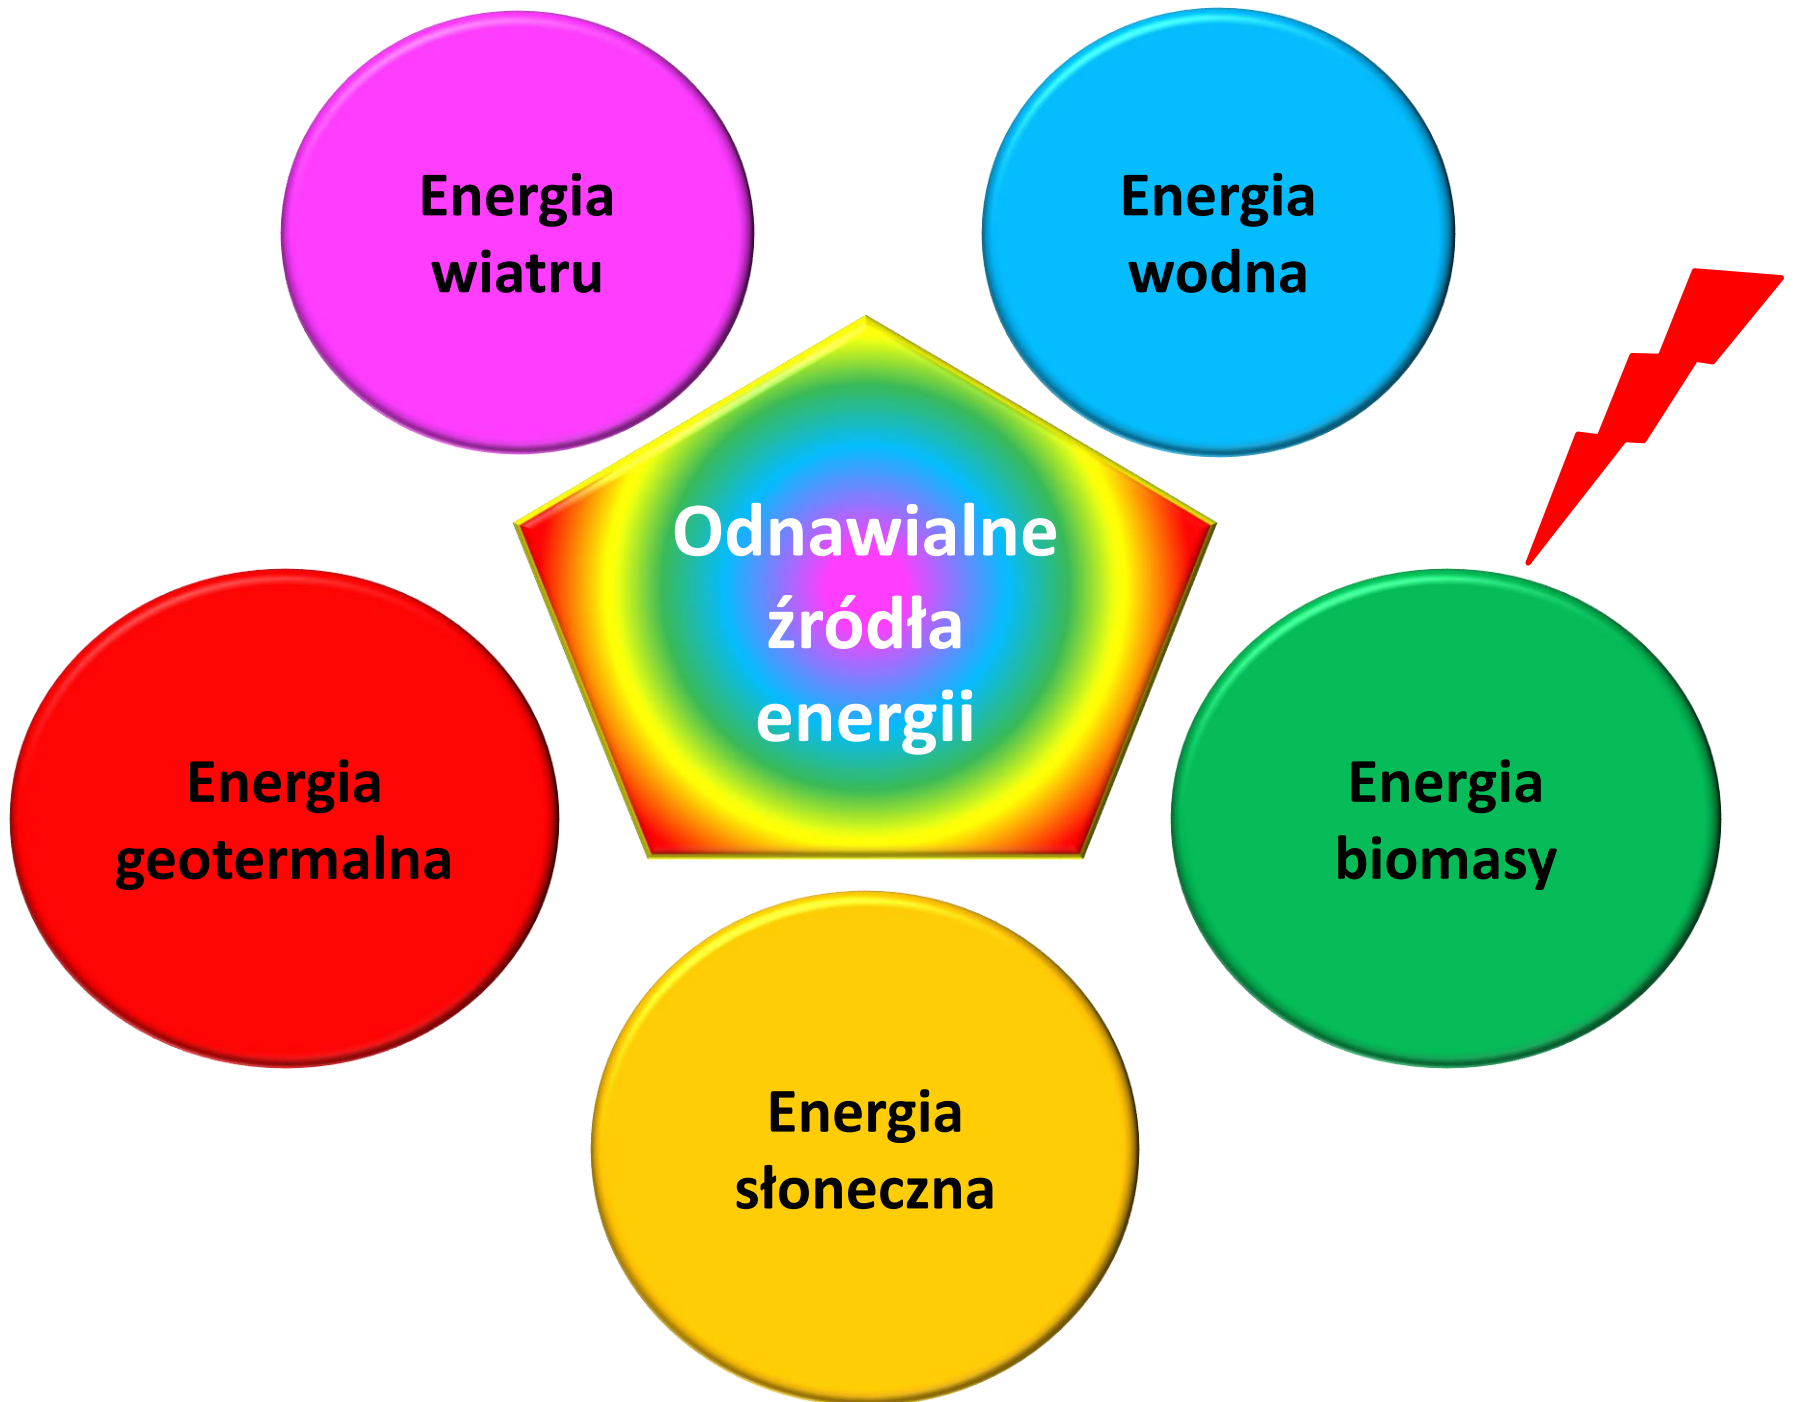 Energia
wiatru
Energia
wodna
Odnawialne
źródła
energii
Energia
geotermalna
Energia
biomasy
Energia
słoneczna